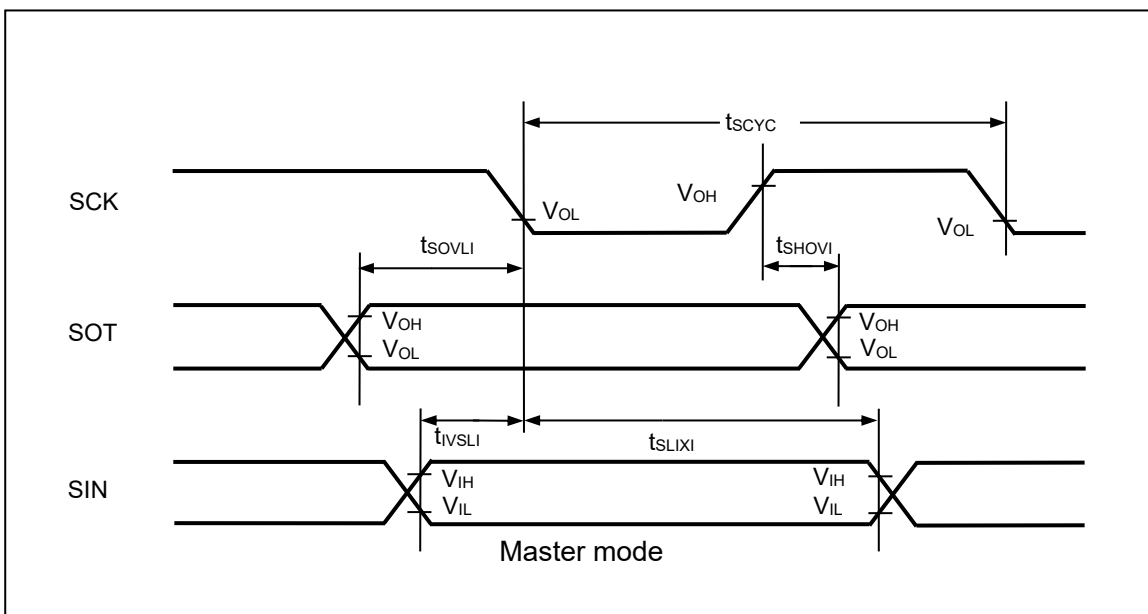 tSCYC
SCK
VOL
VOH
VOL
tSOVLI
tSHOVI
SOT
VOH
VOL
VOH
VOL
tIVSLI
tSLIXI
SIN
VIH
VIL
VIH
VIL
Master mode